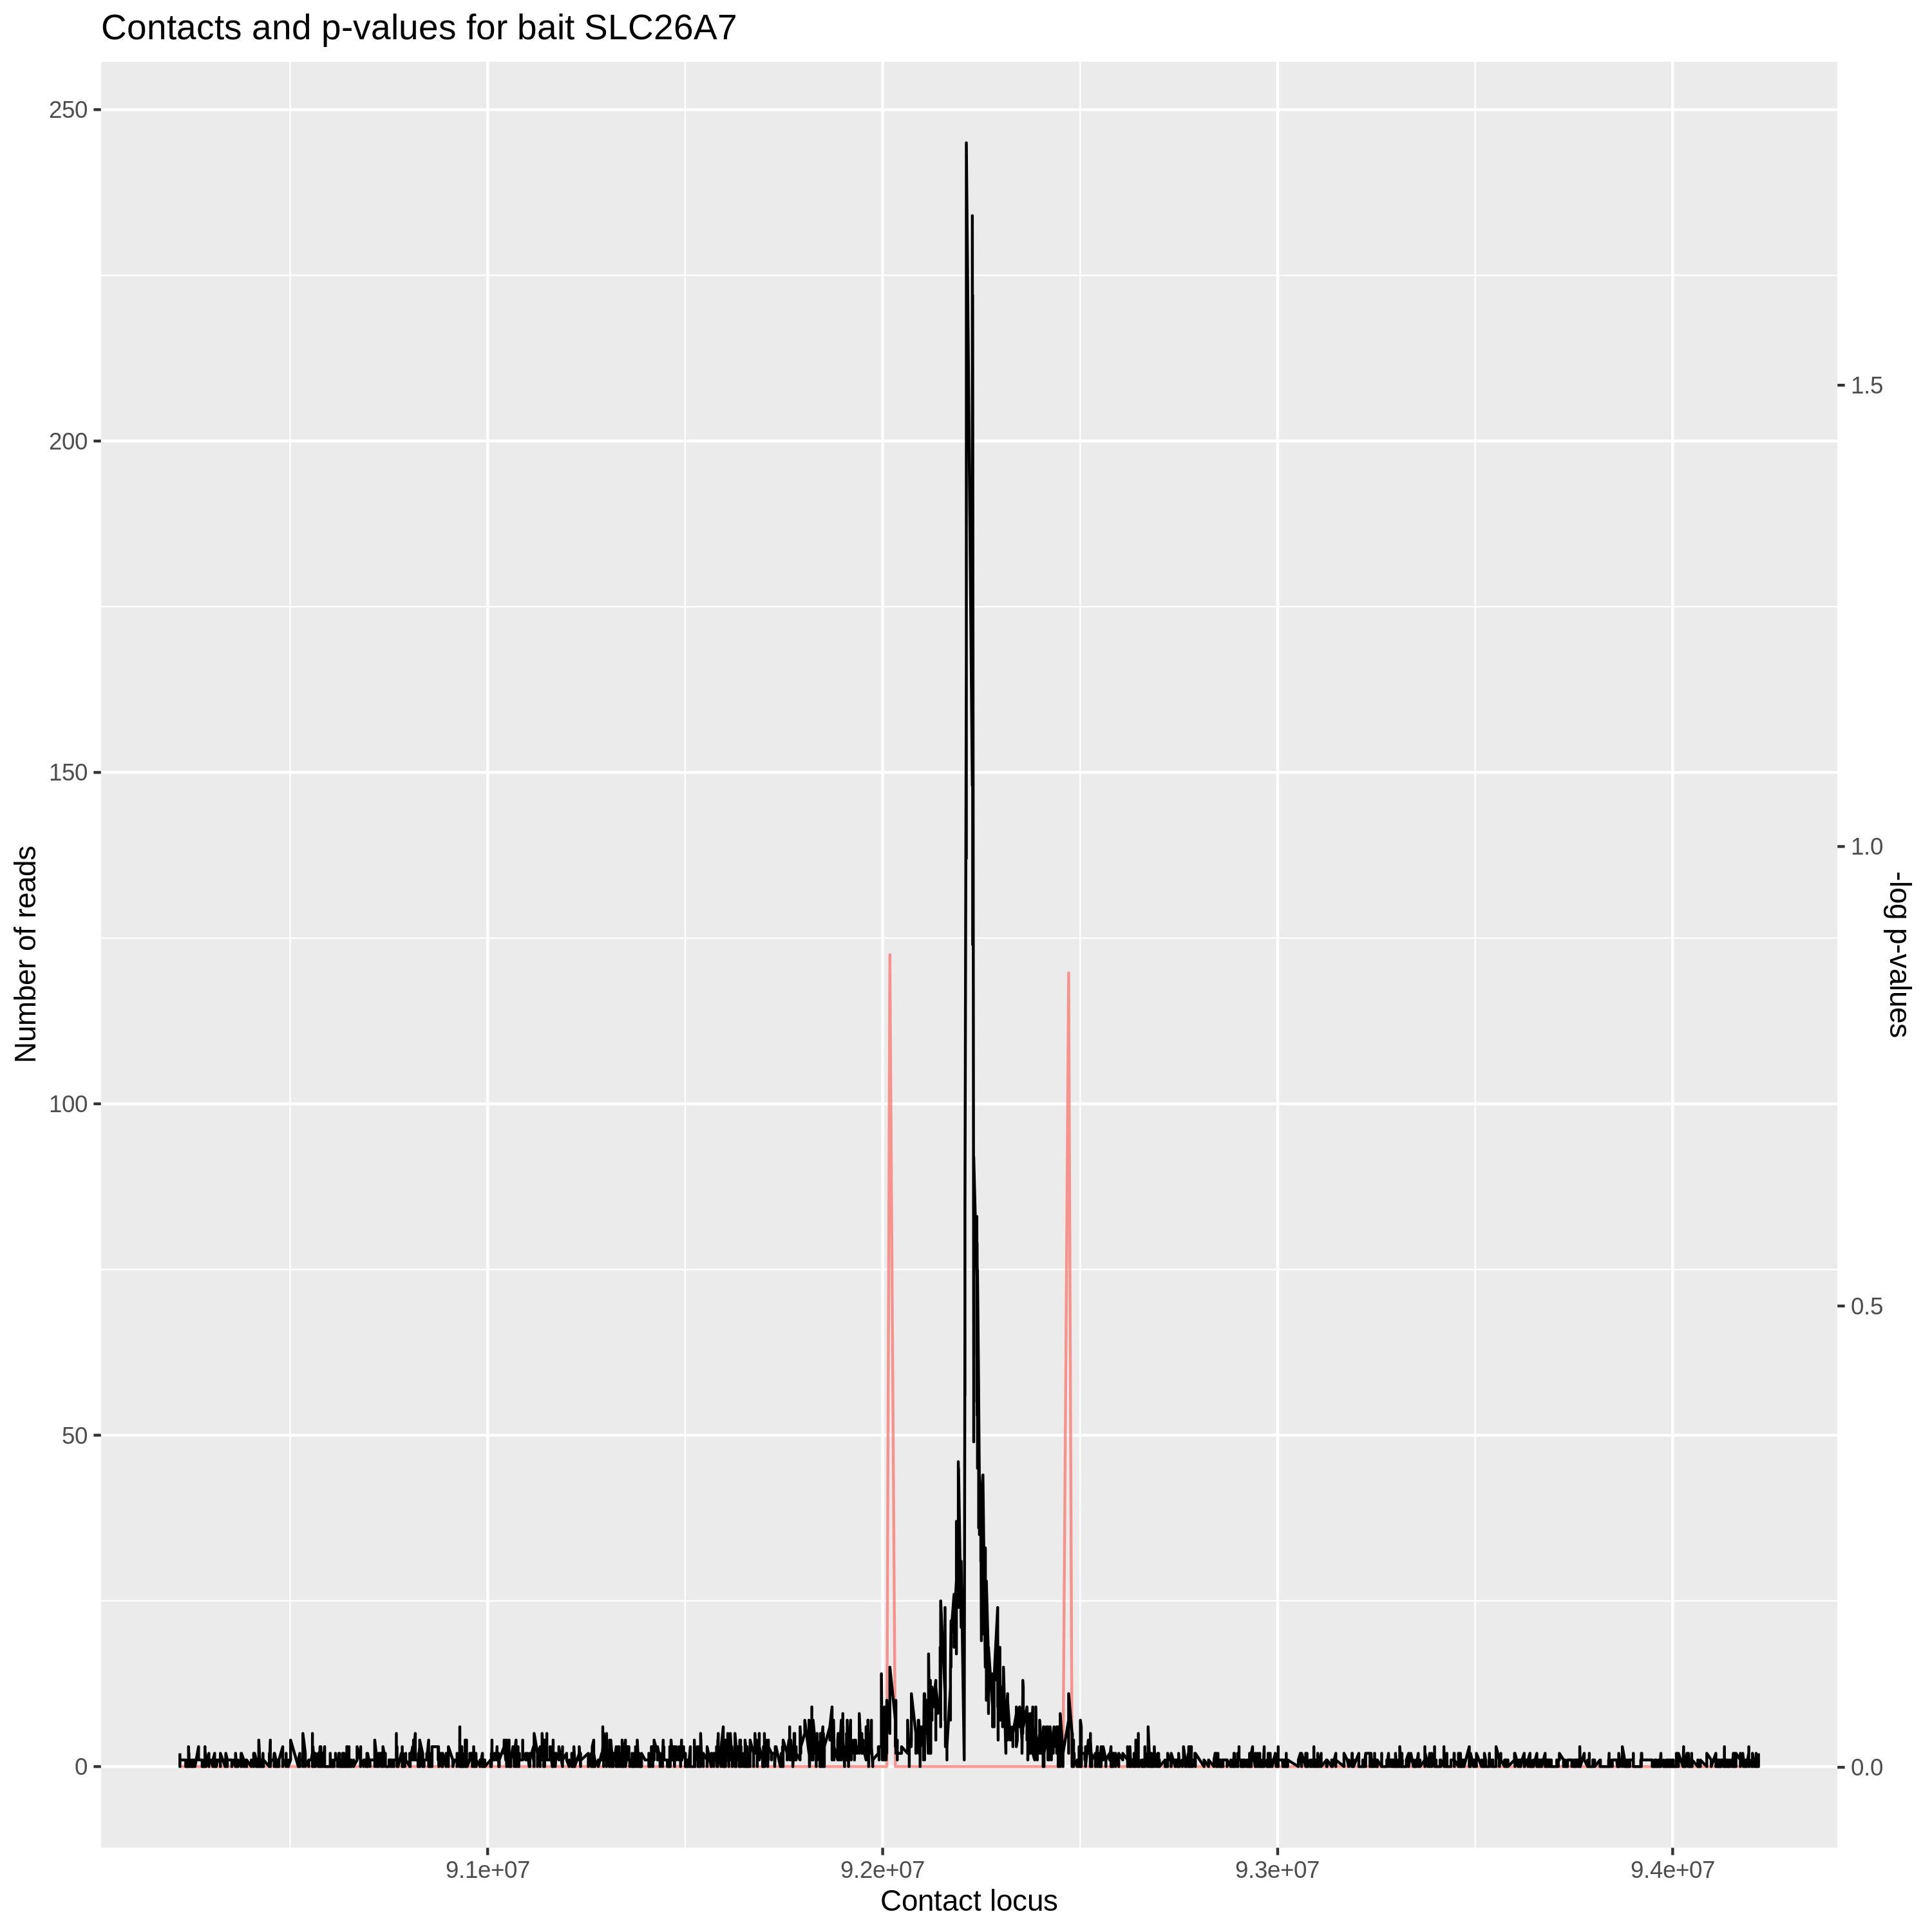 Contacts and p-values for bait SLC26A7
250
200
150
100
50
0
Number of reads
1.5
1.0
0.5
0.0
-log p-values
9.1e+07 9.2e+07 9.3e+07 9.4e+07
Contact locus